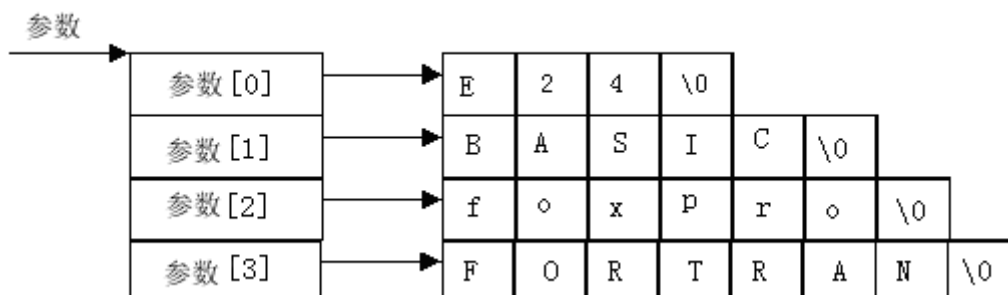 参数
参数[0] E 2 4 \0
参数[1] B A S I C \0
参数[2] f o x p r o \0
参数[3] F O R T R A N \0